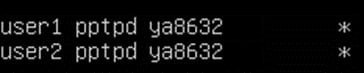 user1 pptpd ya8632 *
user2 pptpd ya8632 *